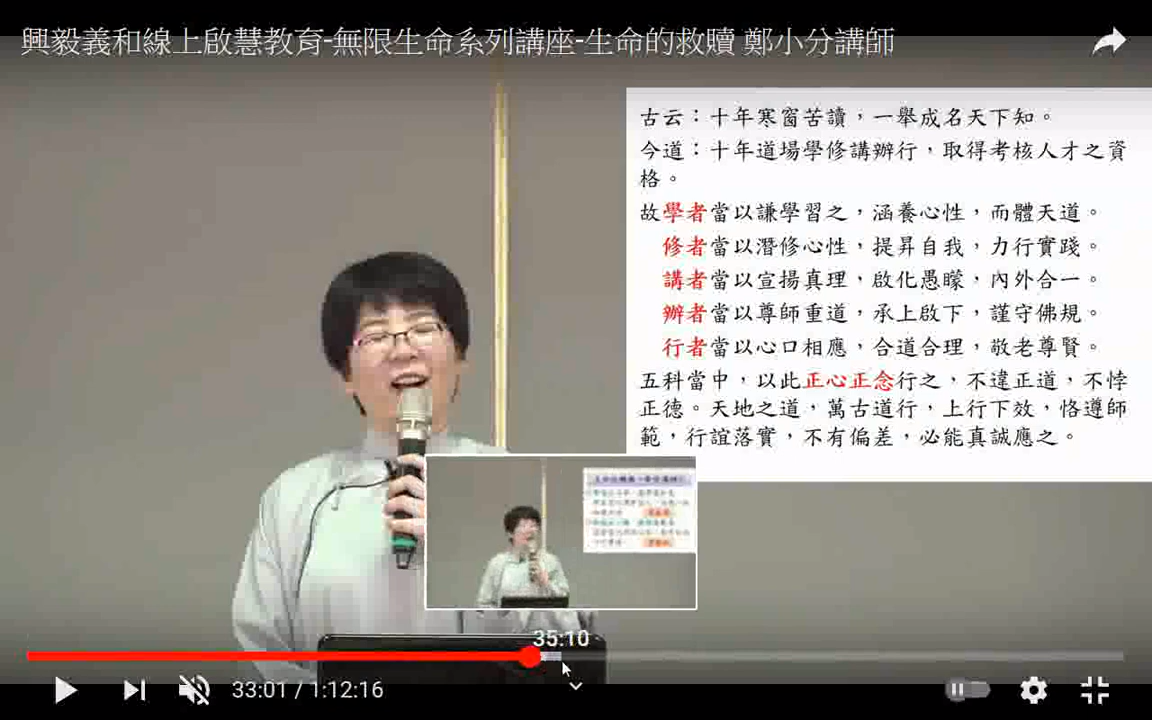 興毅義和線上啟慧教育-無限生命系列講座-生命的救贖 鄭小分講師
古云：十年寒窗苦讀，一舉成名天下知。
今道：十年道場學修講辦行，取得考核人才之資
格。
故學者當以謙學習之，涵養心性，而體天道。
修者當以潛修心性，提昇自我，力行實踐。
講者當以宣揚真理，啟化愚矇，內外合一。
辦者當以尊師重道，承上啟下，謹守佛規。
行者當以心口相應，合道合理，敬老尊賢。
五科當中，以此正心正念行之，不違正道，不悖
正德。天地之道，萬古道行，上行下效，恪遵師
範，行誼落實，不有偏差，必能真誠應之。
35:10
33:01 / 1:12:16